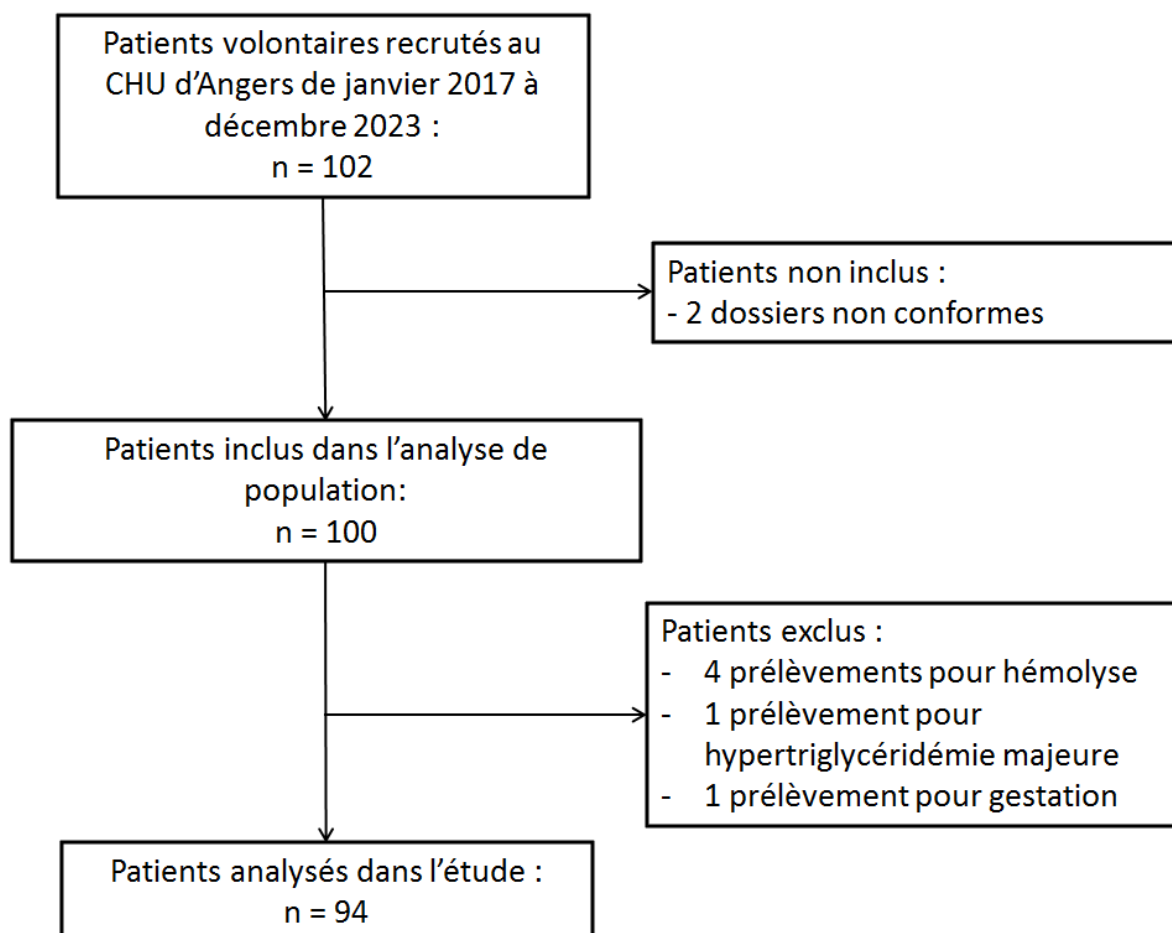 Patients volontaires recrutés au
CHU d’Angers de janvier 2017 à
décembre 2023 :
n = 102
Patients non inclus :
- 2 dossiers non conformes
Patients inclus dans l’analyse de
population:
n = 100
Patients exclus :
- 4 prélèvements pour hémolyse
- 1 prélèvement pour
hypertriglycéridémie majeure
- 1 prélèvement pour gestation
Patients analysés dans l’étude :
n = 94